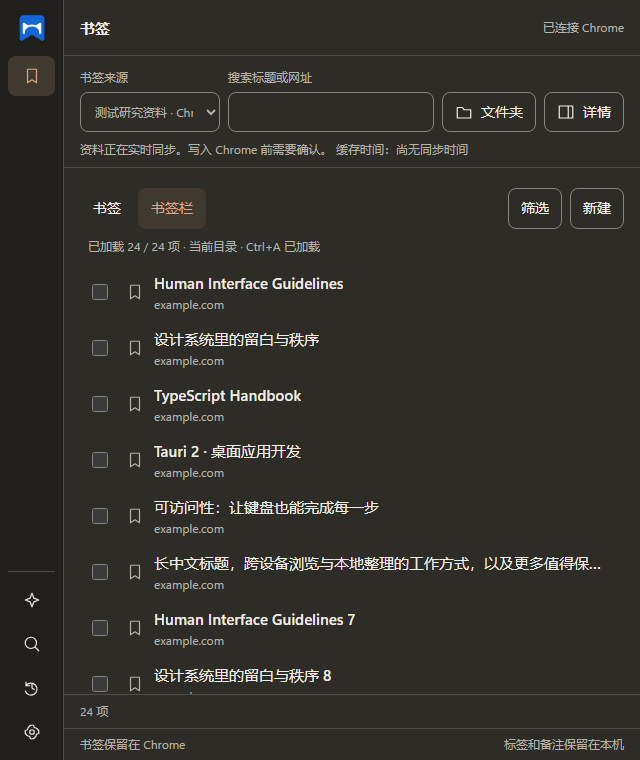 书签
已连接 Chrome
书签来源
搜索标题或网址
测试研究资料 · Chr
文件夹
详情
资料正在实时同步。写入 Chrome 前需要确认。 缓存时间：尚无同步时间
书签
书签栏
筛选
新建
已加载 24 / 24 项 · 当前目录 · Ctrl+A 已加载
Human Interface Guidelines
example.com
设计系统里的留白与秩序
example.com
TypeScript Handbook
example.com
Tauri 2 · 桌面应用开发
example.com
可访问性：让键盘也能完成每一步
example.com
长中文标题，跨设备浏览与本地整理的工作方式，以及更多值得保...
example.com
Human Interface Guidelines 7
example.com
设计系统里的留白与秩序 8
24 项
书签保留在 Chrome
标签和备注保留在本机